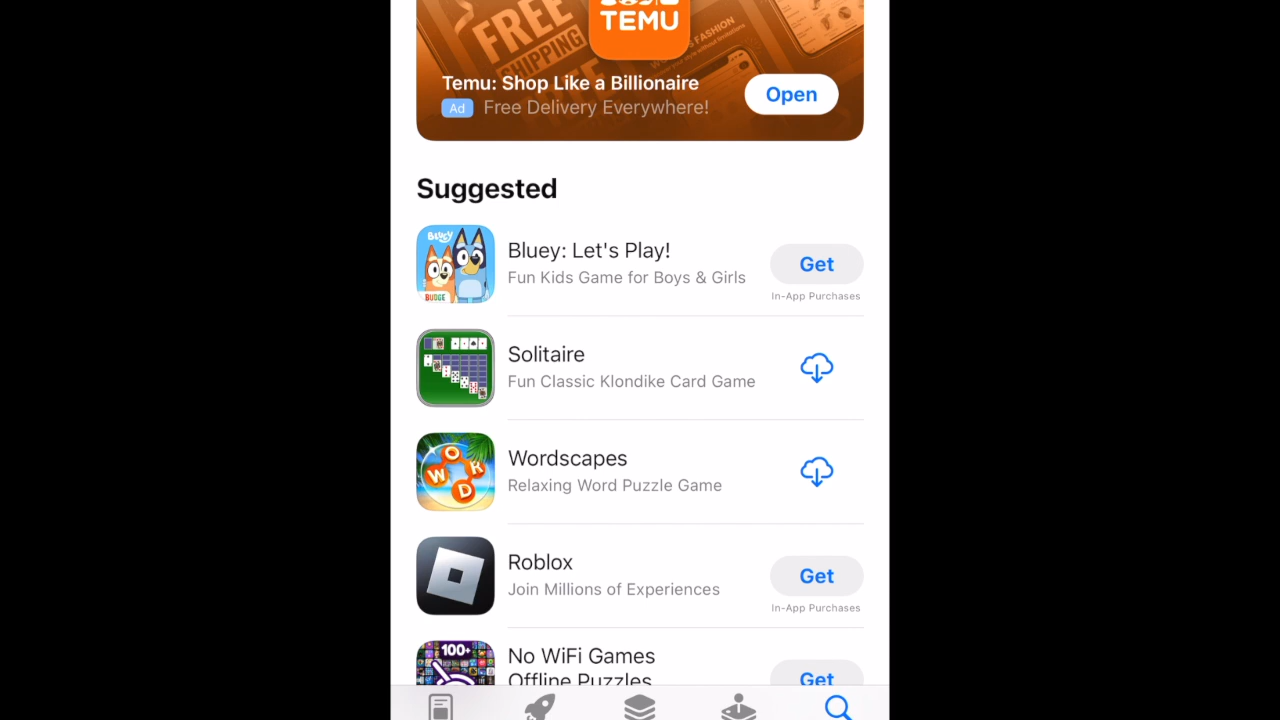 FREE
SHIPPING
FASHION
TEMU
Temu: Shop Like a Billionaire
Ad Free Delivery Everywhere!
Open
Suggested
BLUEY
BUDGE
Bluey: Let's Play!
Fun Kids Game for Boys & Girls
Get
In-App Purchases
Solitaire
Fun Classic Klondike Card Game
WORD
Wordscapes
Relaxing Word Puzzle Game
Roblox
Join Millions of Experiences
Get
In-App Purchases
100+
No WiFi Games
Offline Puzzles
Get